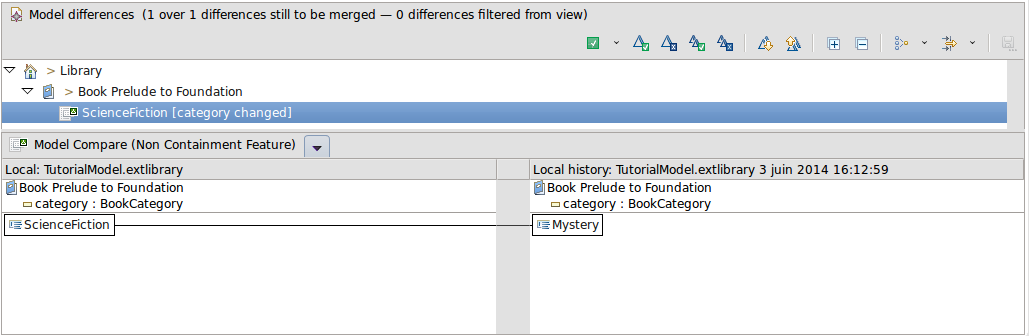 Model differences (1 over 1 differences still to be merged — 0 differences filtered from view)
> Library
> Book Prelude to Foundation
ScienceFiction [category changed]
Model Compare (Non Containment Feature)
Local: TutorialModel.extlibrary
Local history: TutorialModel.extlibrary 3 juin 2014 16:12:59
Book Prelude to Foundation
Book Prelude to Foundation
category : BookCategory
category : BookCategory
ScienceFiction
Mystery